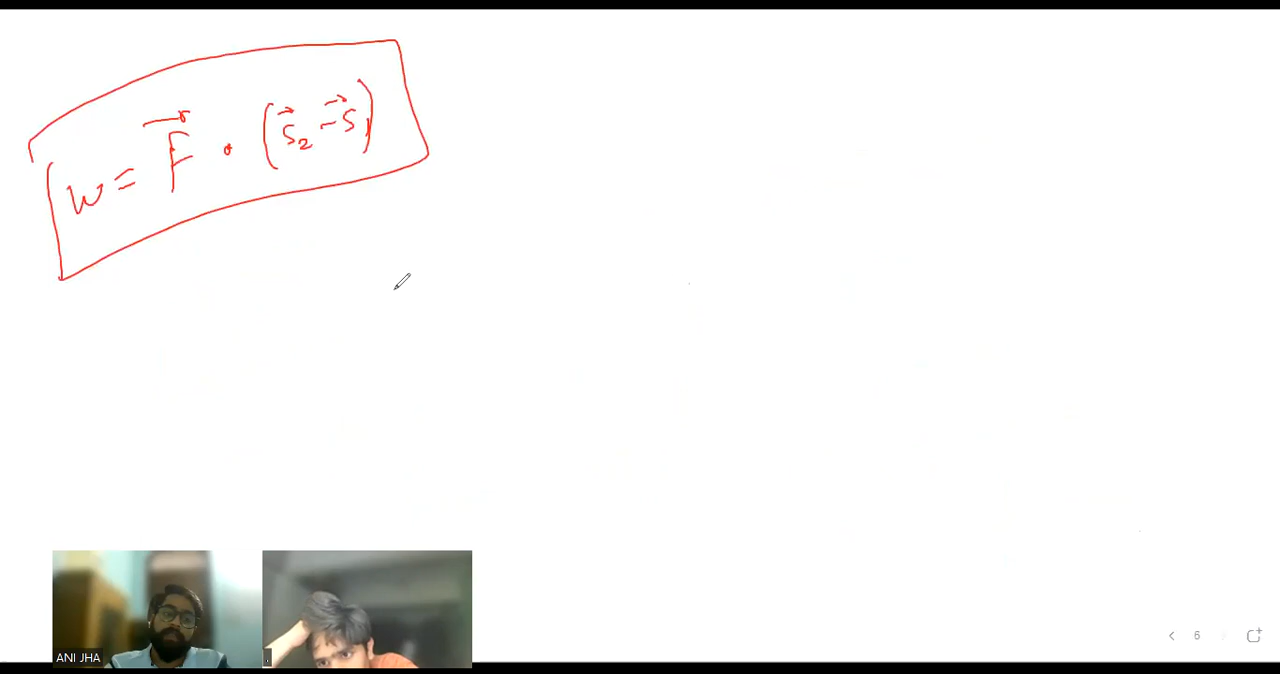 W = F⃗ · (s⃗₂ − s⃗₁)
ANI JHA
6